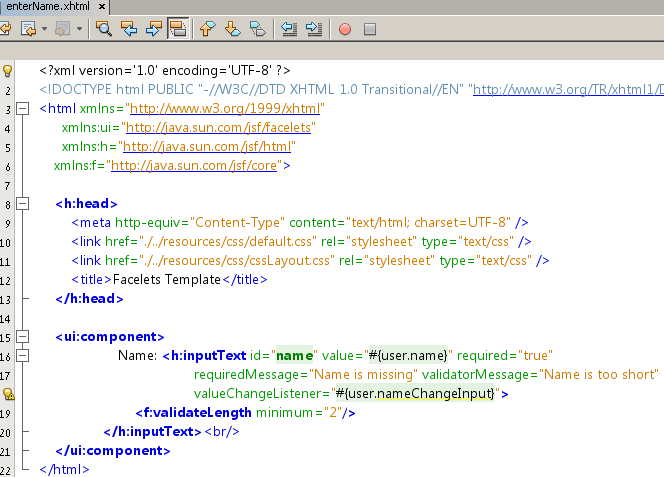 enterName.xhtml
<?xml version='1.0' encoding='UTF-8' ?>
2 <!DOCTYPE html PUBLIC "-//W3C//DTD XHTML 1.0 Transitional//EN" "http://www.w3.org/TR/xhtml1/D
3 <html xmlns="http://www.w3.org/1999/xhtml"
4 xmlns:ui="http://java.sun.com/jsf/facelets"
5 xmlns:h="http://java.sun.com/jsf/html"
6 xmlns:f="http://java.sun.com/jsf/core">
7
8 <h:head>
9 <meta http-equiv="Content-Type" content="text/html; charset=UTF-8" />
10 <link href="./../resources/css/default.css" rel="stylesheet" type="text/css" />
11 <link href="./../resources/css/cssLayout.css" rel="stylesheet" type="text/css" />
12 <title>Facelets Template</title>
13 </h:head>
14
15 <ui:component>
16 Name: <h:inputText id="name" value="#{user.name}" required="true"
17 requiredMessage="Name is missing" validatorMessage="Name is too short"
valueChangeListener="#{user.nameChangeInput}">
19 <f:validateLength minimum="2"/>
20 </h:inputText><br/>
21 </ui:component>
22 </html>